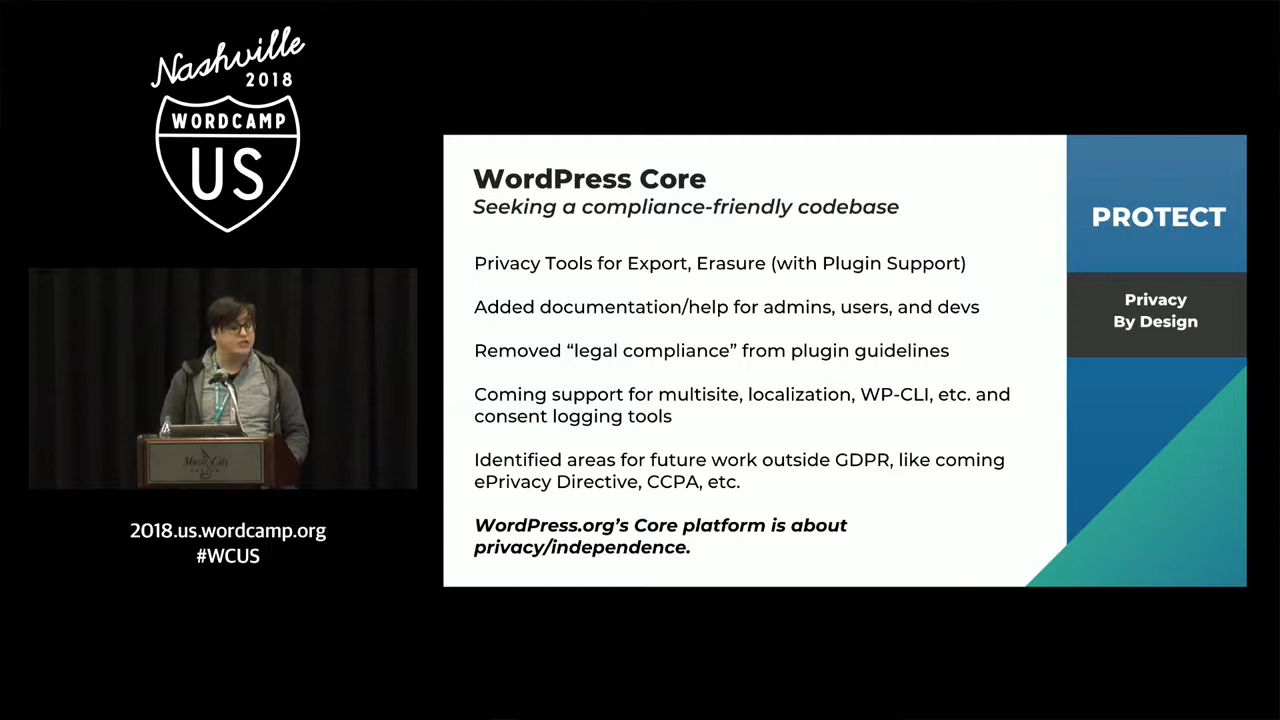 Nashville
2018
WORDCAMP
US
2018.us.wordcamp.org
#WCUS
WordPress Core
Seeking a compliance-friendly codebase
Privacy Tools for Export, Erasure (with Plugin Support)
Added documentation/help for admins, users, and devs
Removed “legal compliance” from plugin guidelines
Coming support for multisite, localization, WP-CLI, etc. and
consent logging tools
Identified areas for future work outside GDPR, like coming
ePrivacy Directive, CCPA, etc.
WordPress.org’s Core platform is about
privacy/independence.
PROTECT
Privacy
By Design
Music City